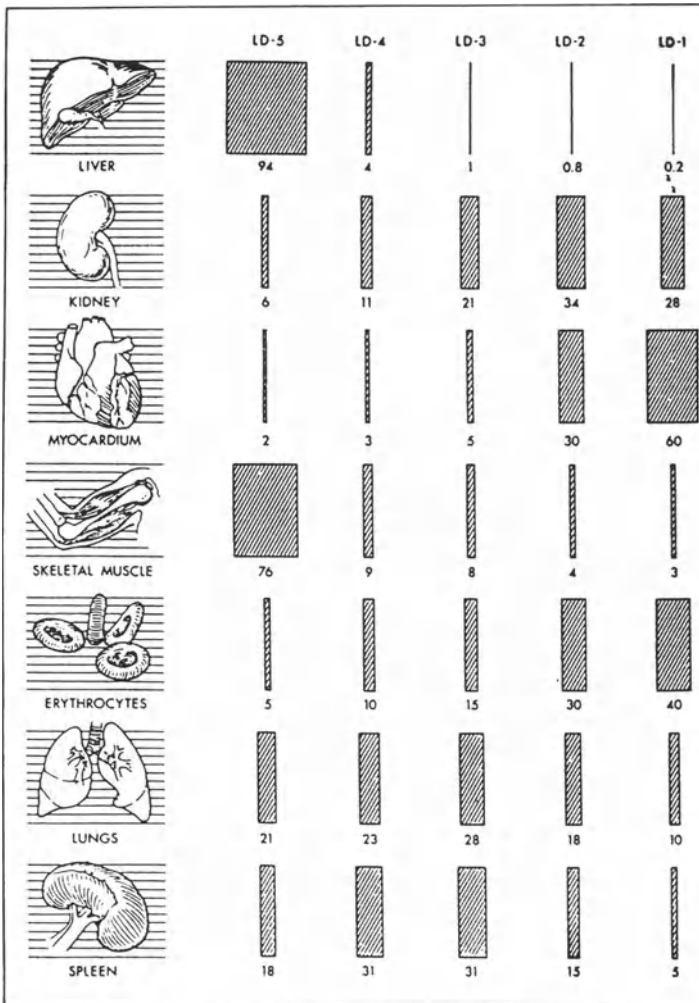 LD-5 LD-4 LD-3 LD-2 LD-1
94 4 1 0.8 0.2
LIVER
6 11 21 34 28
KIDNEY
2 3 5 30 60
MYOCARDIUM
76 9 8 4 3
SKELETAL MUSCLE
5 10 15 30 40
ERYTHROCYTES
21 23 28 18 10
LUNGS
18 31 31 15 5
SPLEEN